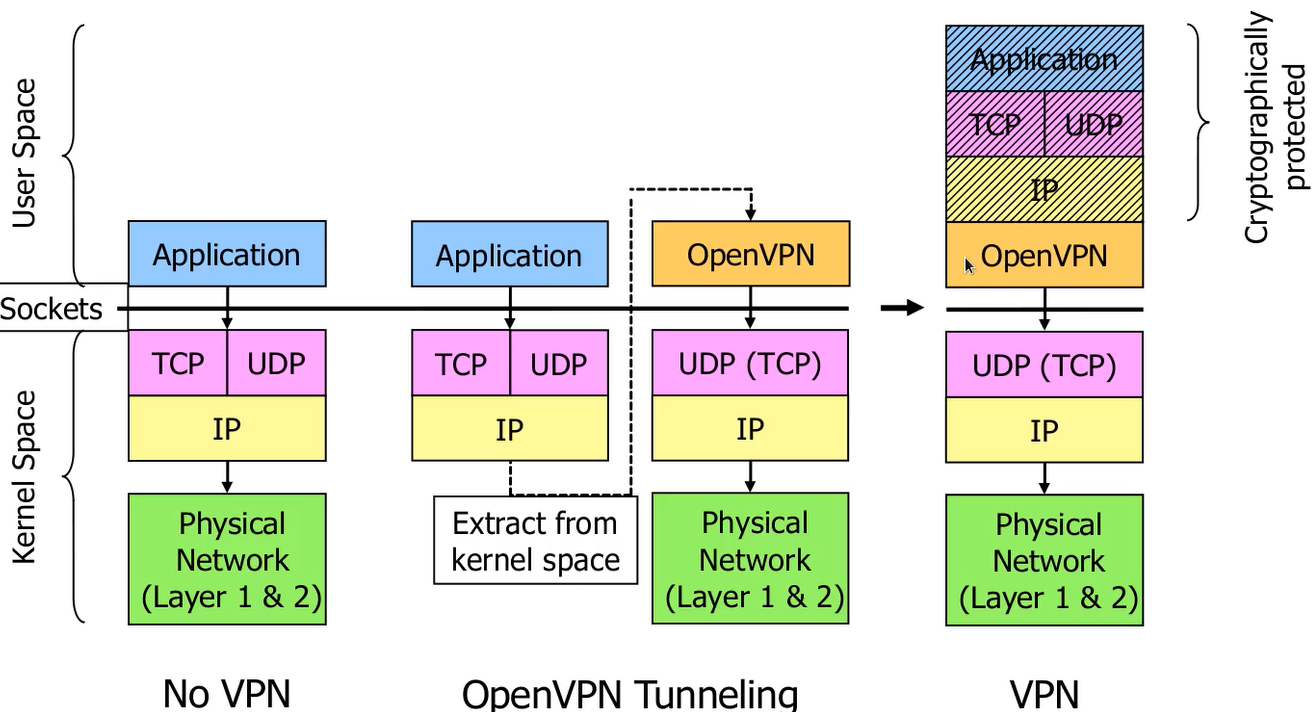 User Space
Sockets
Kernel Space
Application
TCP
UDP
IP
Physical
Network
(Layer 1 & 2)
No VPN
Application
TCP
UDP
IP
Extract from
kernel space
OpenVPN
UDP (TCP)
IP
Physical
Network
(Layer 1 & 2)
OpenVPN Tunneling
Application
TCP
UDP
IP
OpenVPN
UDP (TCP)
IP
Physical
Network
(Layer 1 & 2)
VPN
Cryptographically
protected